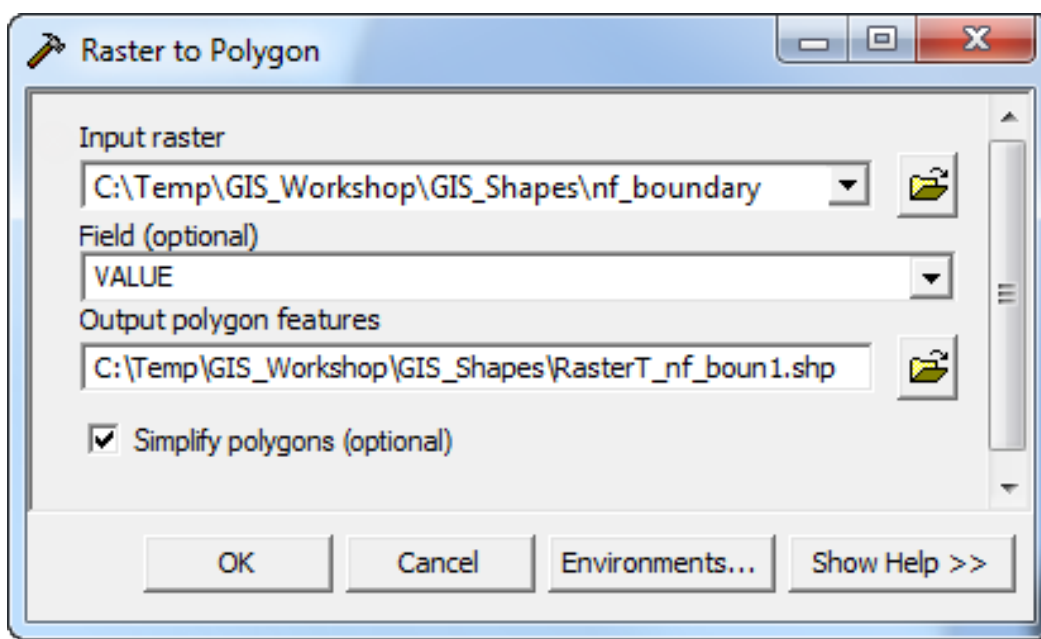 Raster to Polygon
Input raster
C:\Temp\GIS_Workshop\GIS_Shapes\nf_boundary
Field (optional)
VALUE
Output polygon features
C:\Temp\GIS_Workshop\GIS_Shapes\RasterT_nf_boun1.shp
Simplify polygons (optional)
OK Cancel Environments... Show Help >>